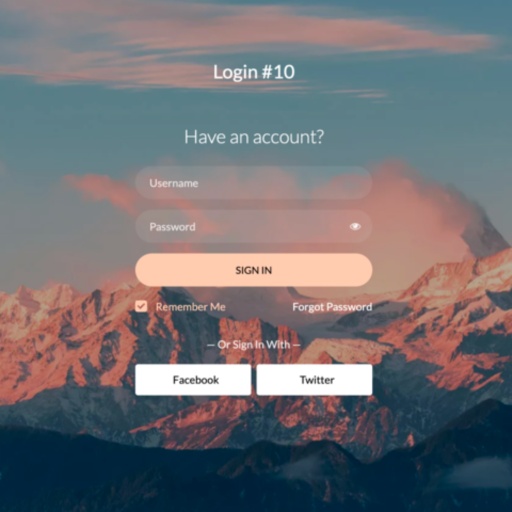 Login #10
Have an account?
Username
Password
SIGN IN
Remember Me Forgot Password
— Or Sign In With —
Facebook Twitter